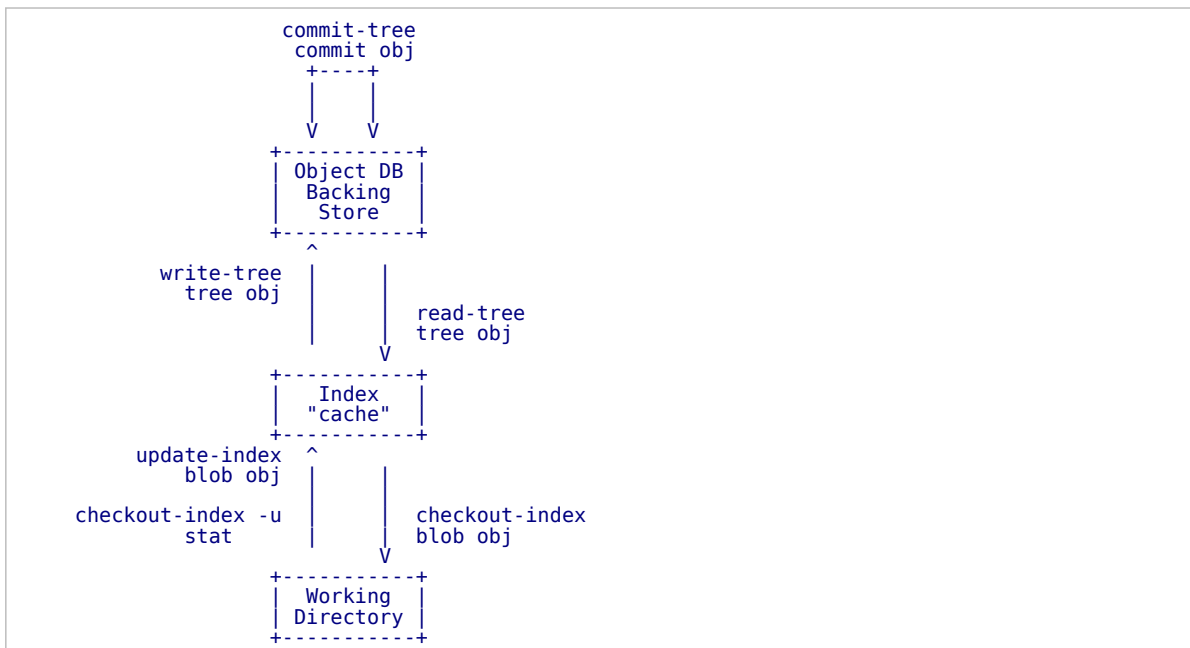 commit-tree
commit obj
+----+
|    |
|    |
V    V
+-----------+
| Object DB |
|  Backing  |
|   Store   |
+-----------+
^
write-tree  |     |
tree obj  |     |
|     |  read-tree
|     |  tree obj
V
+-----------+
|   Index   |
|  "cache"  |
+-----------+
update-index  ^
blob obj  |     |
|     |
checkout-index -u  |     |  checkout-index
stat      |     |  blob obj
V
+-----------+
|  Working  |
| Directory |
+-----------+